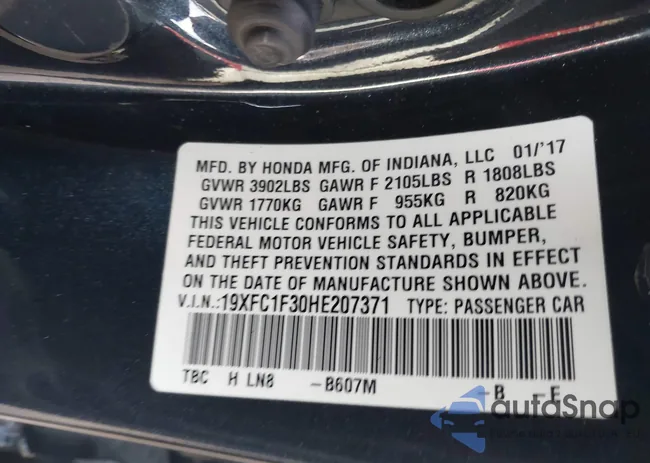 MFD. BY HONDA MFG. OF INDIANA, LLC 01/'17
GVWR 3902LBS GAWR F 2105LBS R 1808LBS
GVWR 1770KG GAWR F 955KG R 820KG
THIS VEHICLE CONFORMS TO ALL APPLICABLE
FEDERAL MOTOR VEHICLE SAFETY, BUMPER,
AND THEFT PREVENTION STANDARDS IN EFFECT
ON THE DATE OF MANUFACTURE SHOWN ABOVE.
V.I.N.:19XFC1F30HE207371 TYPE: PASSENGER CAR
TBC H LN8 -B607M -B -E
autaSnap